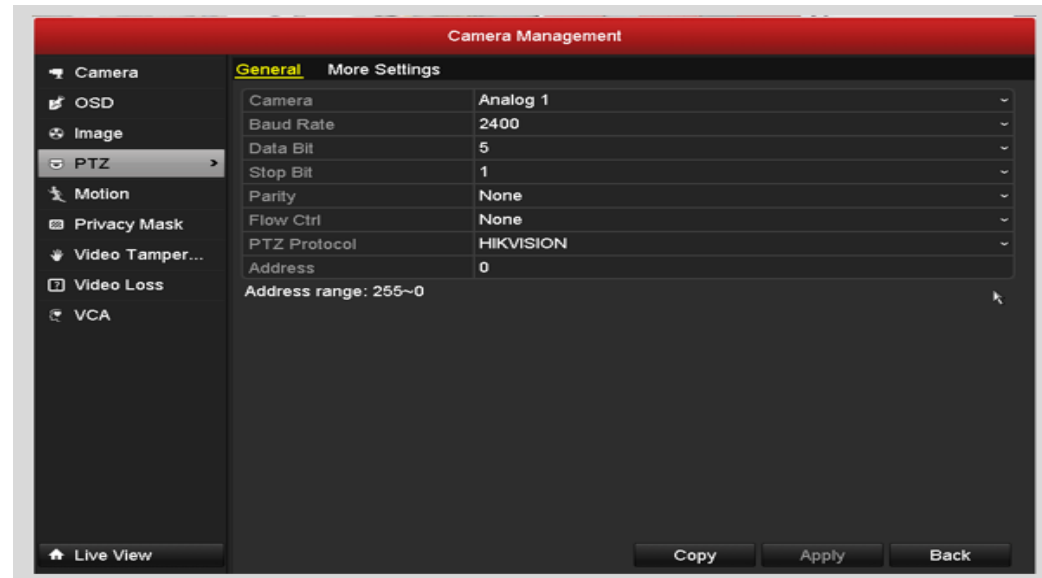 Camera Management
Camera
OSD
Image
PTZ
Motion
Privacy Mask
Video Tamper...
Video Loss
VCA
Live View
General More Settings
Camera Analog 1
Baud Rate 2400
Data Bit 5
Stop Bit 1
Parity None
Flow Ctrl None
PTZ Protocol HIKVISION
Address 0
Address range: 255~0
Copy Apply Back